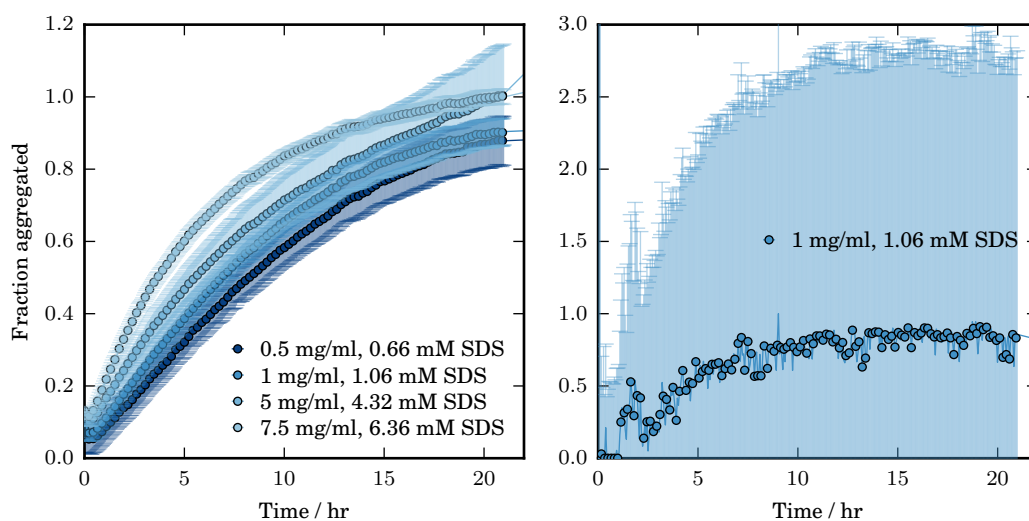 1.2
1.0
0.8
0.6
0.4
0.2
0.0
Fraction aggregated
0.5 mg/ml, 0.66 mM SDS
1 mg/ml, 1.06 mM SDS
5 mg/ml, 4.32 mM SDS
7.5 mg/ml, 6.36 mM SDS
0 5 10 15 20
Time / hr
3.0
2.5
2.0
1.5
1.0
0.5
0.0
1 mg/ml, 1.06 mM SDS
0 5 10 15 20
Time / hr